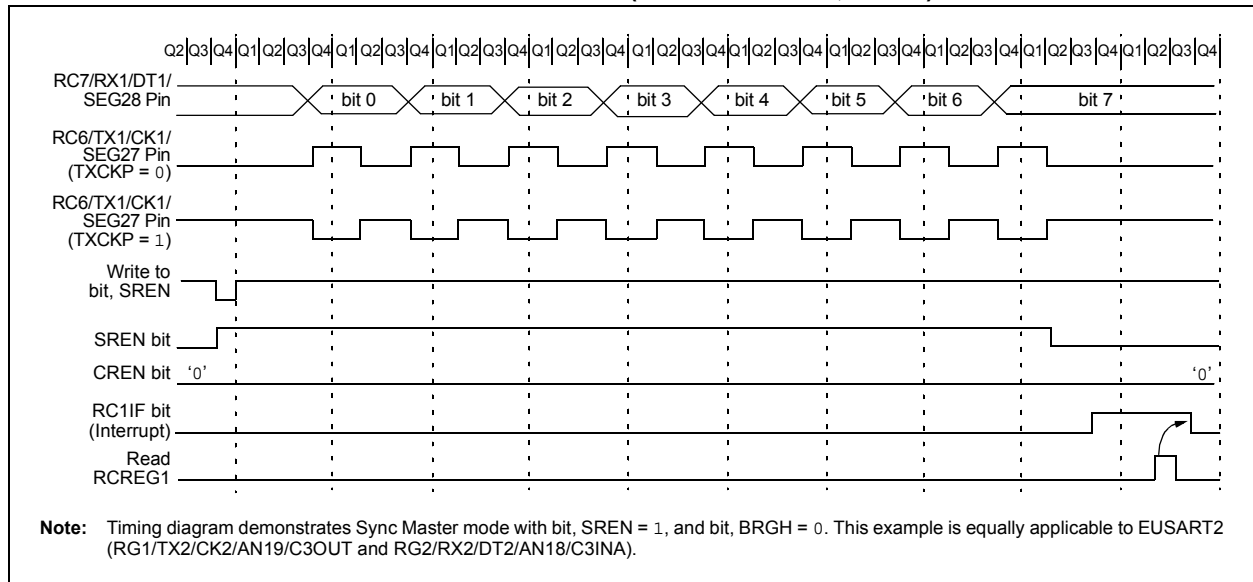 Q2 Q3 Q4 Q1 Q2 Q3 Q4 Q1 Q2 Q3 Q4 Q1 Q2 Q3 Q4 Q1 Q2 Q3 Q4 Q1 Q2 Q3 Q4 Q1 Q2 Q3 Q4 Q1 Q2 Q3 Q4 Q1 Q2 Q3 Q4 Q1 Q2 Q3 Q4 Q1 Q2 Q3 Q4
RC7/RX1/DT1/
SEG28 Pin
bit 0 bit 1 bit 2 bit 3 bit 4 bit 5 bit 6 bit 7
RC6/TX1/CK1/
SEG27 Pin
(TXCKP = 0)
RC6/TX1/CK1/
SEG27 Pin
(TXCKP = 1)
Write to
bit, SREN
SREN bit
CREN bit ‘0’ ‘0’
RC1IF bit
(Interrupt)
Read
RCREG1
Note: Timing diagram demonstrates Sync Master mode with bit, SREN = 1, and bit, BRGH = 0. This example is equally applicable to EUSART2
(RG1/TX2/CK2/AN19/C3OUT and RG2/RX2/DT2/AN18/C3INA).